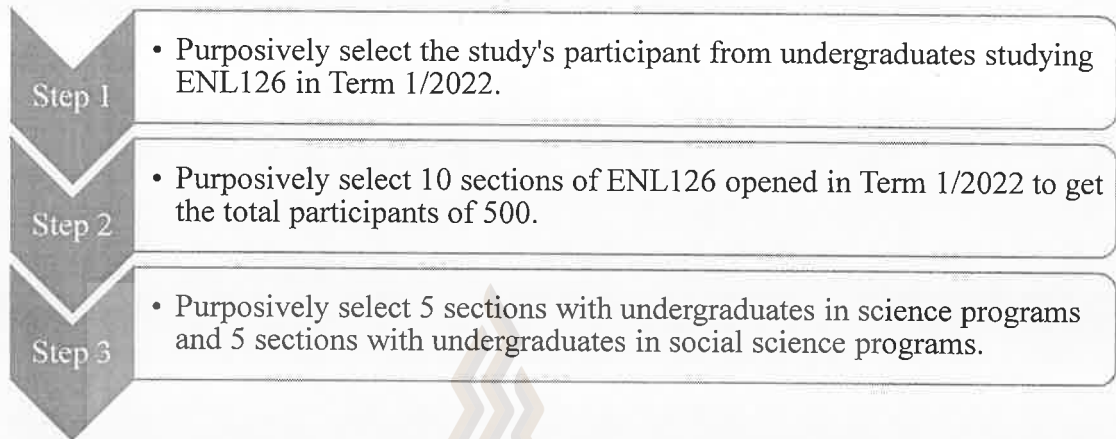 Step 1
• Purposively select the study's participant from undergraduates studying
ENL126 in Term 1/2022.
Step 2
• Purposively select 10 sections of ENL126 opened in Term 1/2022 to get
the total participants of 500.
Step 3
• Purposively select 5 sections with undergraduates in science programs
and 5 sections with undergraduates in social science programs.